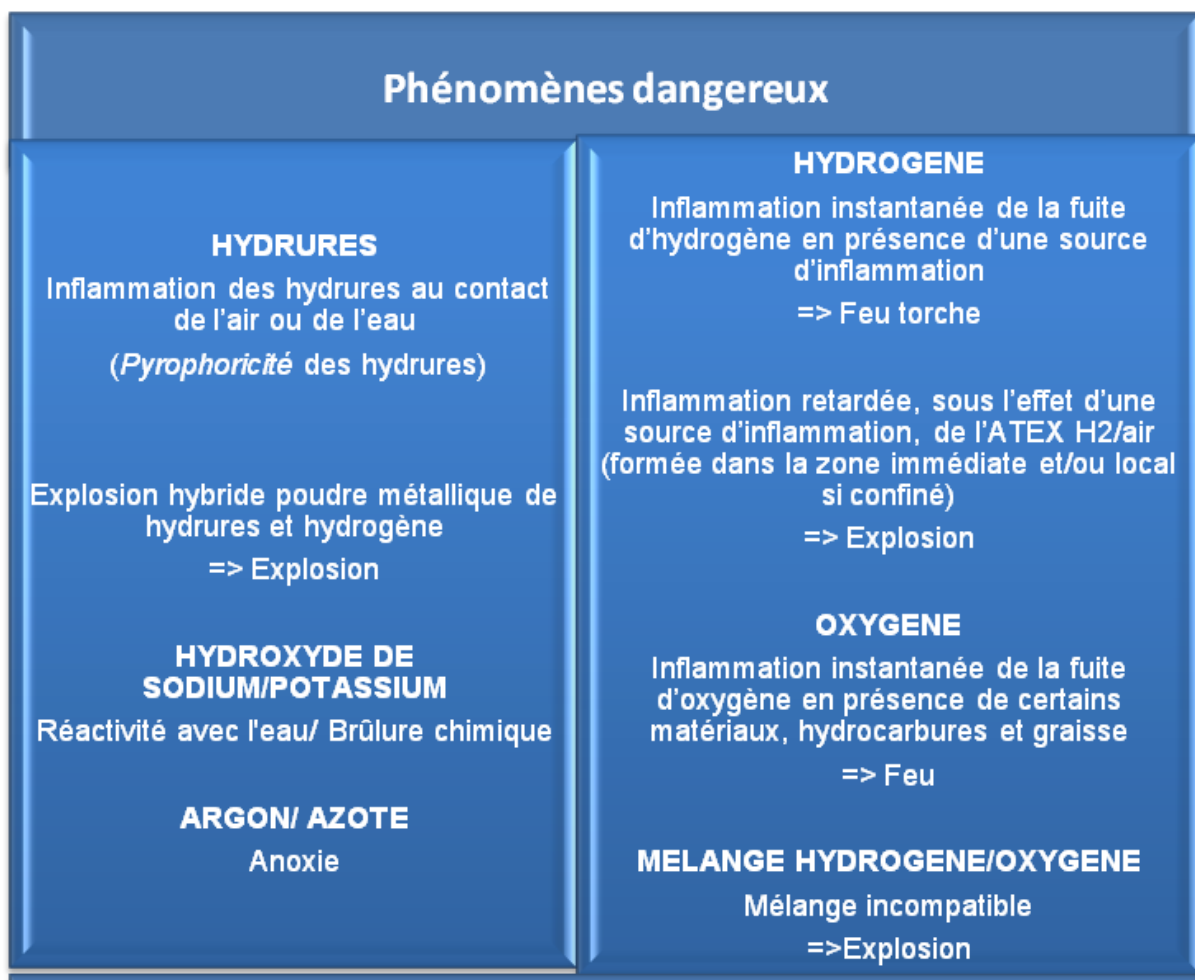 Phénomènes dangereux
HYDRURES
Inflammation des hydrures au contact
de l'air ou de l'eau
(Pyrophoricité des hydrures)
Explosion hybride poudre métallique de
hydrures et hydrogène
=> Explosion
HYDROXYDE DE
SODIUM/POTASSIUM
Réactivité avec l'eau/ Brûlure chimique
ARGON/ AZOTE
Anoxie
HYDROGENE
Inflammation instantanée de la fuite
d'hydrogène en présence d'une source
d'inflammation
=> Feu torche
Inflammation retardée, sous l'effet d'une
source d'inflammation, de l'ATEX H2/air
(formée dans la zone immédiate et/ou local
si confiné)
=> Explosion
OXYGENE
Inflammation instantanée de la fuite
d'oxygène en présence de certains
matériaux, hydrocarbures et graisse
=> Feu
MELANGE HYDROGENE/OXYGENE
Mélange incompatible
=>Explosion